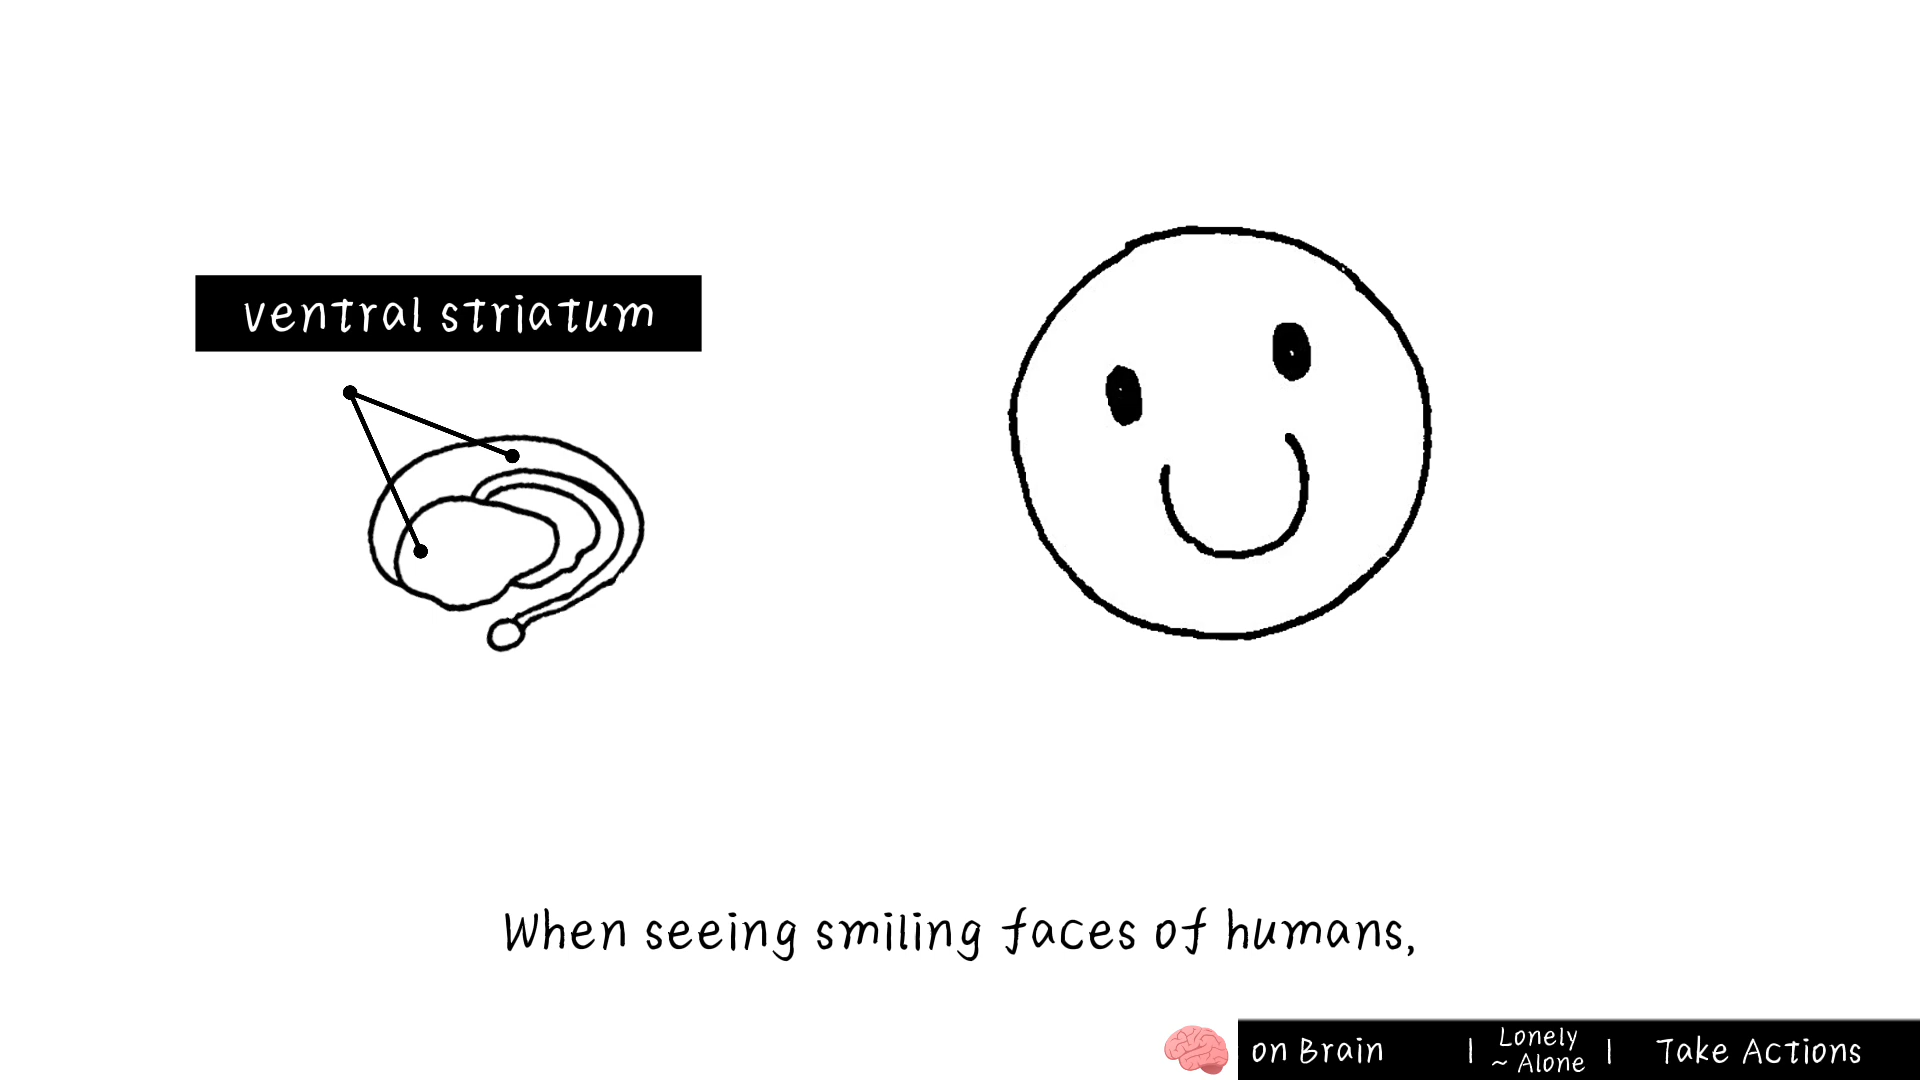 ventral striatum
When seeing smiling faces of humans,
on Brain | Lonely ~ Alone | Take Actions